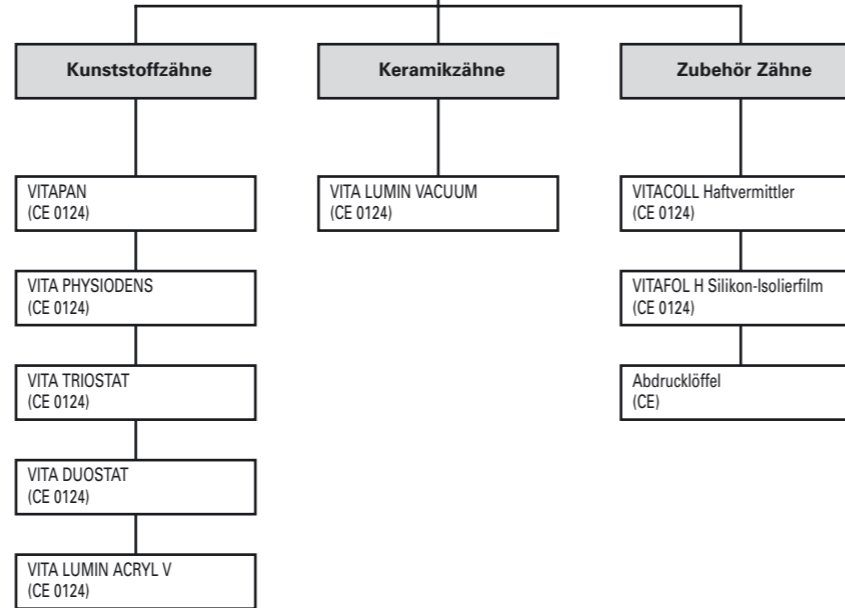 Kunststoffzähne
VITAPAN
(CE 0124)
VITA PHYSIODENS
(CE 0124)
VITA TRIOSTAT
(CE 0124)
VITA DUOSTAT
(CE 0124)
VITA LUMIN ACRYL V
(CE 0124)
Keramikzähne
VITA LUMIN VACUUM
(CE 0124)
Zubehör Zähne
VITACOLL Haftvermittler
(CE 0124)
VITAFOL H Silikon-Isolierfilm
(CE 0124)
Abdrucklöffel
(CE)